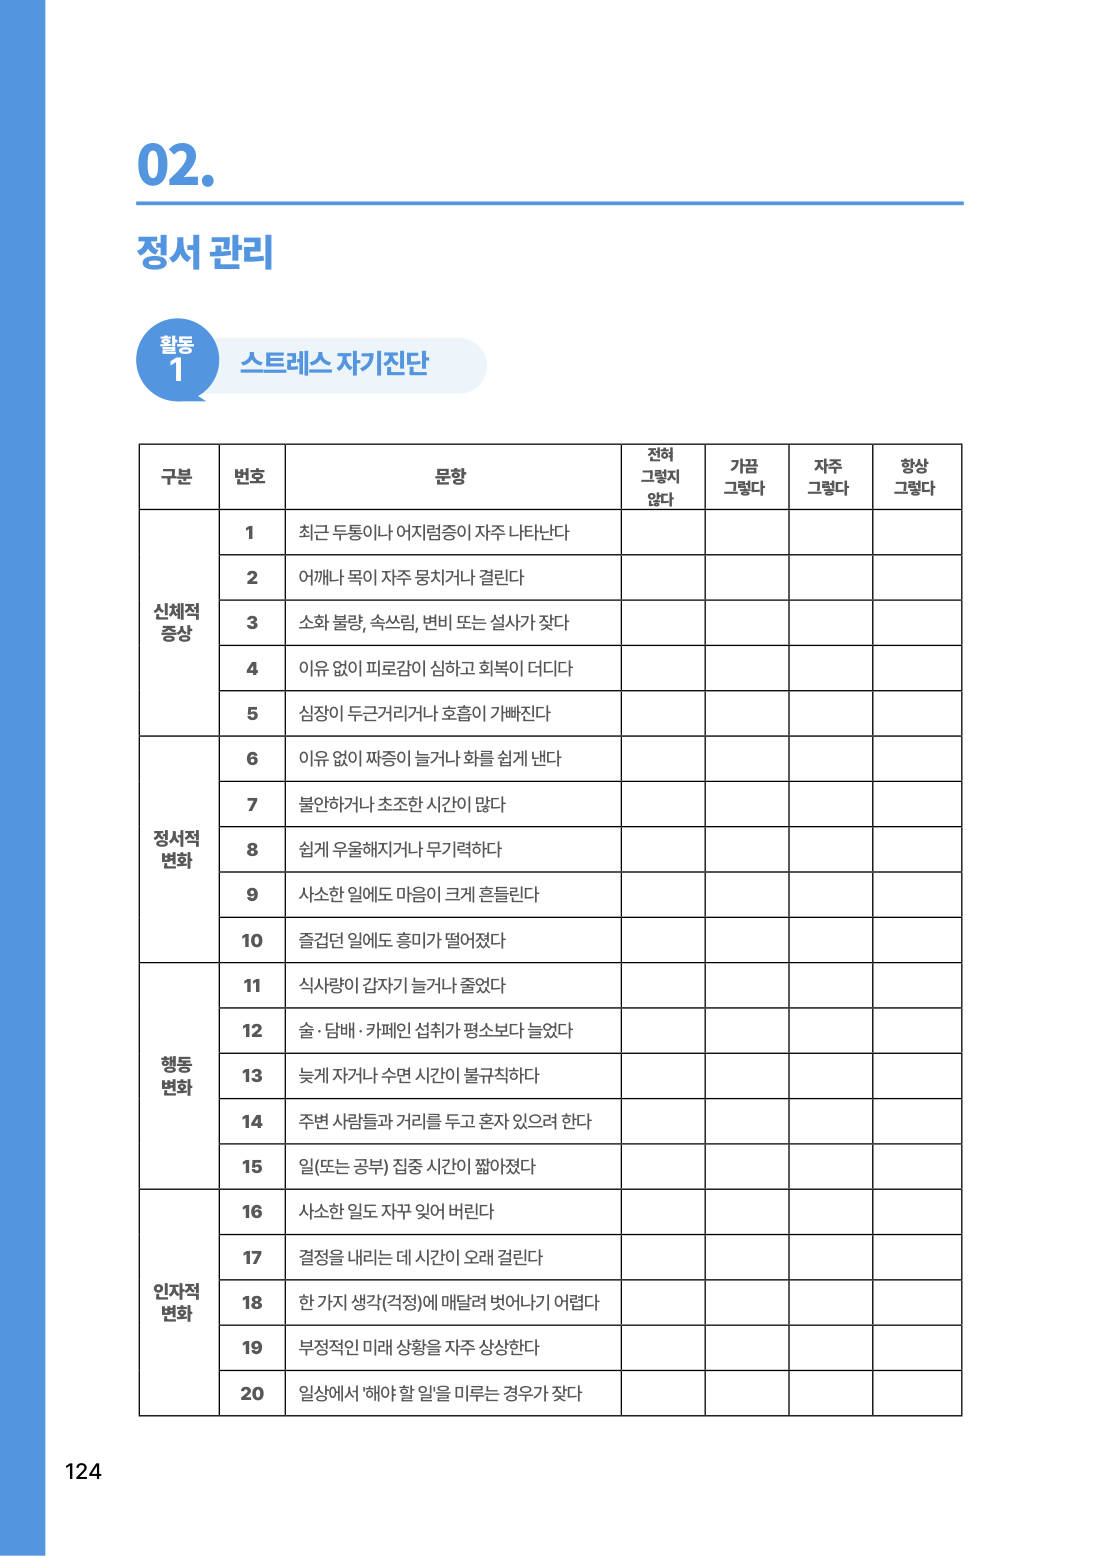 02.
정서 관리
활동
1
스트레스 자기진단
구분 번호 문항 전혀 그렇지 않다 가끔 그렇다 자주 그렇다 항상 그렇다
신체적 증상
1 최근 두통이나 어지럼증이 자주 나타난다
2 어깨나 목이 자주 뭉치거나 결린다
3 소화 불량, 속쓰림, 변비 또는 설사가 잦다
4 이유 없이 피로감이 심하고 회복이 더디다
5 심장이 두근거리거나 호흡이 가빠진다
정서적 변화
6 이유 없이 짜증이 늘거나 화를 쉽게 낸다
7 불안하거나 초조한 시간이 많다
8 쉽게 우울해지거나 무기력하다
9 사소한 일에도 마음이 크게 흔들린다
10 즐겁던 일에도 흥미가 떨어졌다
행동 변화
11 식사량이 갑자기 늘거나 줄었다
12 술 · 담배 · 카페인 섭취가 평소보다 늘었다
13 늦게 자거나 수면 시간이 불규칙하다
14 주변 사람들과 거리를 두고 혼자 있으려 한다
15 일(또는 공부) 집중 시간이 짧아졌다
인자적 변화
16 사소한 일도 자꾸 잊어 버린다
17 결정을 내리는 데 시간이 오래 걸린다
18 한 가지 생각(걱정)에 매달려 벗어나기 어렵다
19 부정적인 미래 상황을 자주 상상한다
20 일상에서 '해야 할 일'을 미루는 경우가 잦다
124